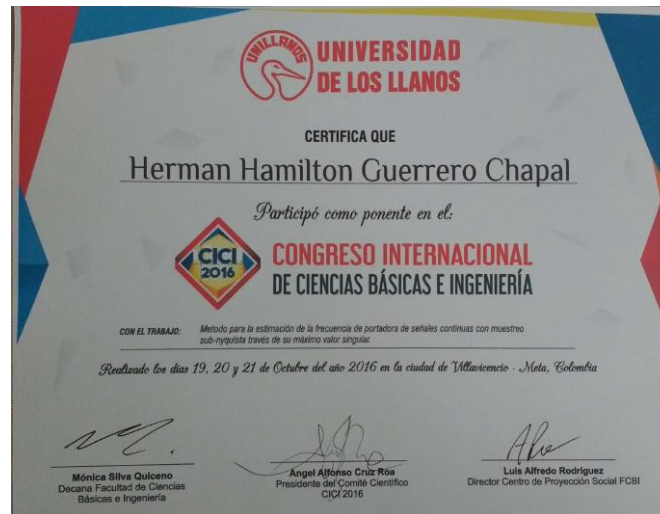 UNILLANOS
UNIVERSIDAD
DE LOS LLANOS
CERTIFICA QUE
Herman Hamilton Guerrero Chapal
Participó como ponente en el:
CICI
2016
CONGRESO INTERNACIONAL
DE CIENCIAS BÁSICAS E INGENIERÍA
CON EL TRABAJO: Metodo para la estimación de la frecuencia de portadora de señales continuas con muestreo
sub-nyquista través de su máximo valor singular.
Realizado los días 19, 20 y 21 de Octubre del año 2016 en la ciudad de Villavicencio - Meta, Colombia
Mónica Silva Quiceno
Decana Facultad de Ciencias
Básicas e Ingeniería
Angel Alfonso Cruz Roa
Presidente del Comité Científico
CICI 2016
Luis Alfredo Rodriguez
Director Centro de Proyección Social FCBI